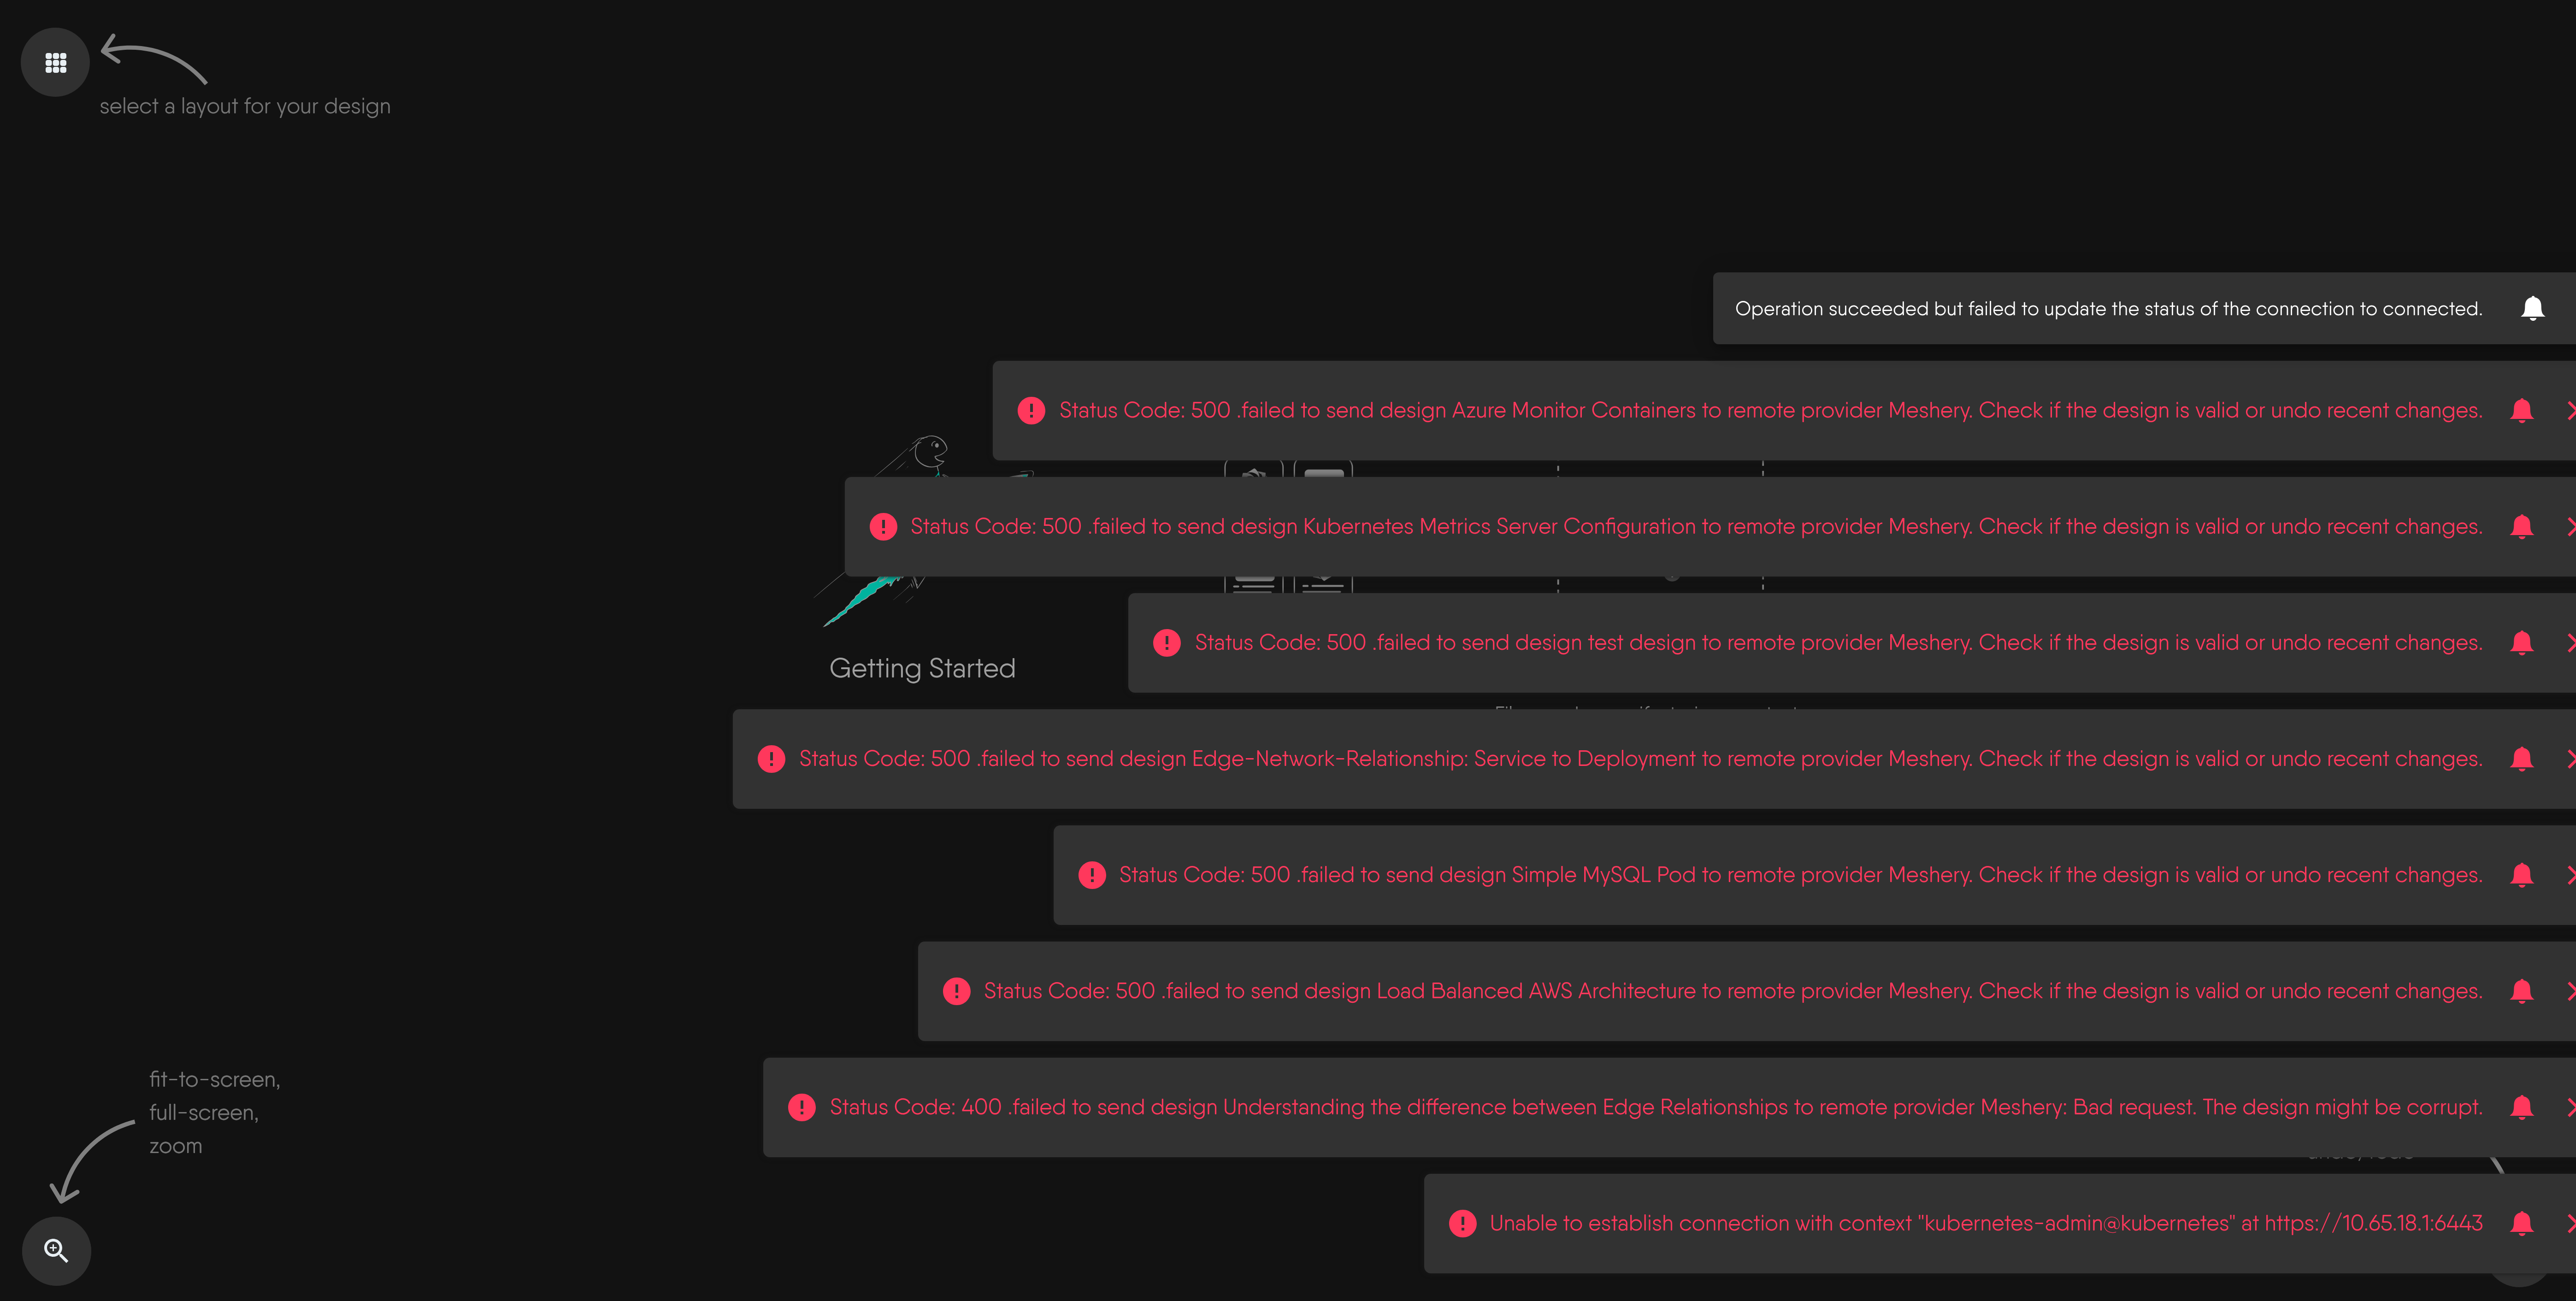 select a layout for your design
Operation succeeded but failed to update the status of the connection to connected.
Status Code: 500 .failed to send design Azure Monitor Containers to remote provider Meshery. Check if the design is valid or undo recent changes.
Status Code: 500 .failed to send design Kubernetes Metrics Server Configuration to remote provider Meshery. Check if the design is valid or undo recent changes.
Status Code: 500 .failed to send design test design to remote provider Meshery. Check if the design is valid or undo recent changes.
Getting Started
Status Code: 500 .failed to send design Edge-Network-Relationship: Service to Deployment to remote provider Meshery. Check if the design is valid or undo recent changes.
Status Code: 500 .failed to send design Simple MySQL Pod to remote provider Meshery. Check if the design is valid or undo recent changes.
Status Code: 500 .failed to send design Load Balanced AWS Architecture to remote provider Meshery. Check if the design is valid or undo recent changes.
fit-to-screen,
full-screen,
zoom
Status Code: 400 .failed to send design Understanding the difference between Edge Relationships to remote provider Meshery: Bad request. The design might be corrupt.
Unable to establish connection with context "kubernetes-admin@kubernetes" at https://10.65.18.1:6443